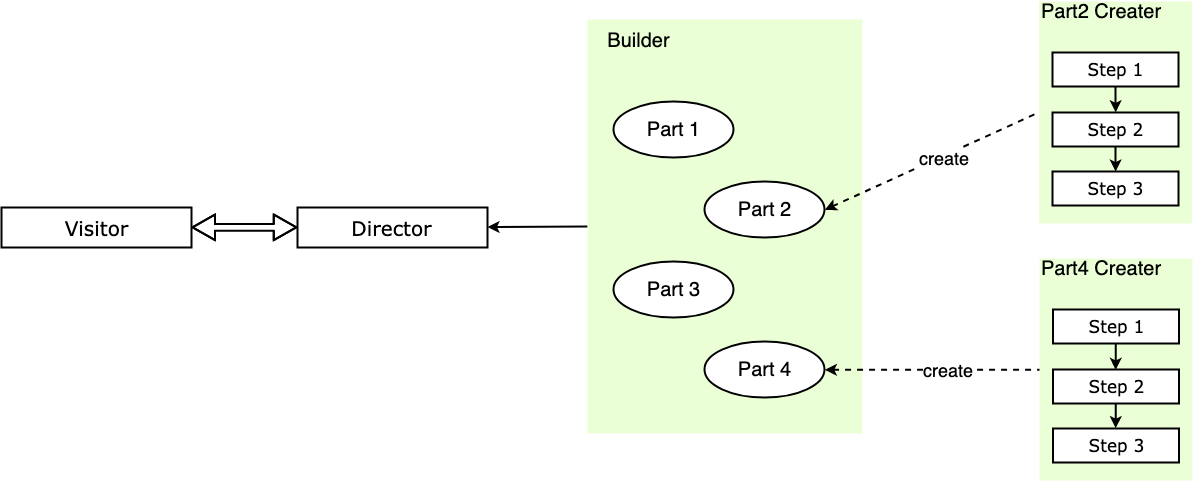 Visitor
Director
Builder
Part 1
Part 2
Part 3
Part 4
create
create
Part2 Creater
Step 1
Step 2
Step 3
Part4 Creater
Step 1
Step 2
Step 3